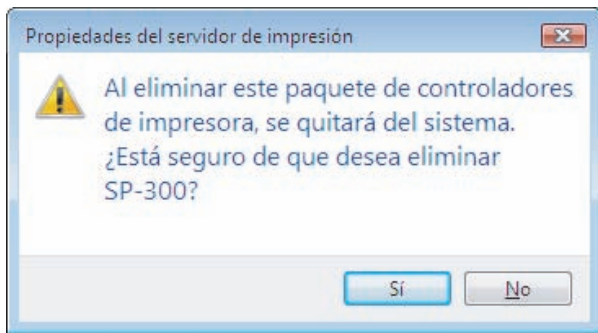 Propiedades del servidor de impresión
Al eliminar este paquete de controladores
de impresora, se quitará del sistema.
¿Está seguro de que desea eliminar
SP-300?
Sí
No